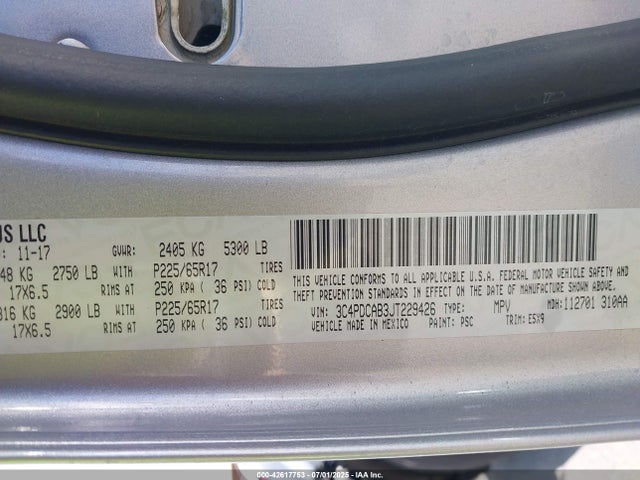 US LLC
: 11-17 GVWR: 2405 KG 5300 LB
48 KG 2750 LB WITH P225/65R17 TIRES
17X6.5 RIMS AT 250 KPA ( 36 PSI) COLD
316 KG 2900 LB WITH P225/65R17 TIRES
17X6.5 RIMS AT 250 KPA ( 36 PSI) COLD
THIS VEHICLE CONFORMS TO ALL APPLICABLE U.S.A. FEDERAL MOTOR VEHICLE SAFETY AND
THEFT PREVENTION STANDARDS IN EFFECT ON THE DATE OF MANUFACTURE SHOWN ABOVE.
VIN: 3C4PDCAB3JT229426 TYPE: MPV MDH: 112701 310AA
VEHICLE MADE IN MEXICO PAINT: PSC TRIM: E5X9
000-42617753 | 07/01/2025 - IAA Inc.